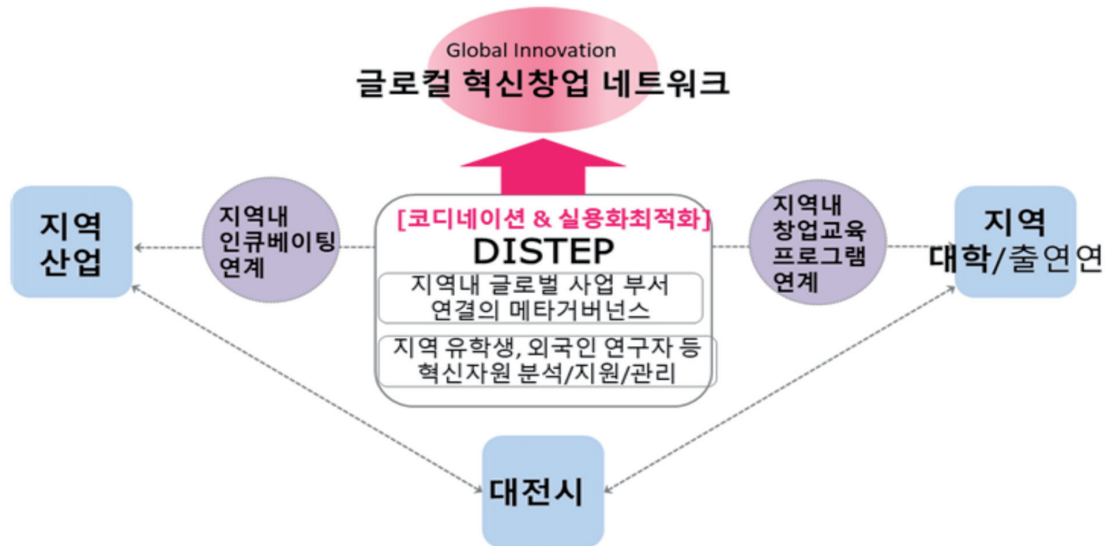 Global Innovation
글로컬 혁신창업 네트워크
지역
산업
지역내
인큐베이팅
연계
[코디네이션 & 실용화최적화]
DISTEP
지역내 글로벌 사업 부서
연결의 메타거버넌스
지역 유학생, 외국인 연구자 등
혁신자원 분석/지원/관리
지역내
창업교육
프로그램
연계
지역
대학/출연연
대전시